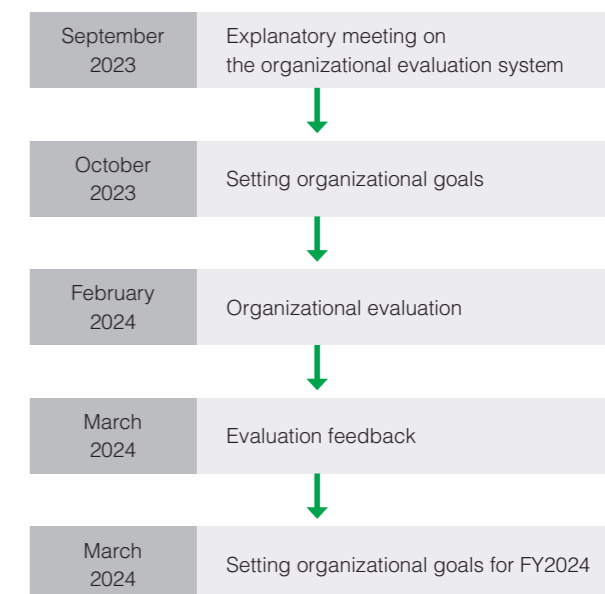 September
2023
Explanatory meeting on
the organizational evaluation system
October
2023
Setting organizational goals
February
2024
Organizational evaluation
March
2024
Evaluation feedback
March
2024
Setting organizational goals for FY2024